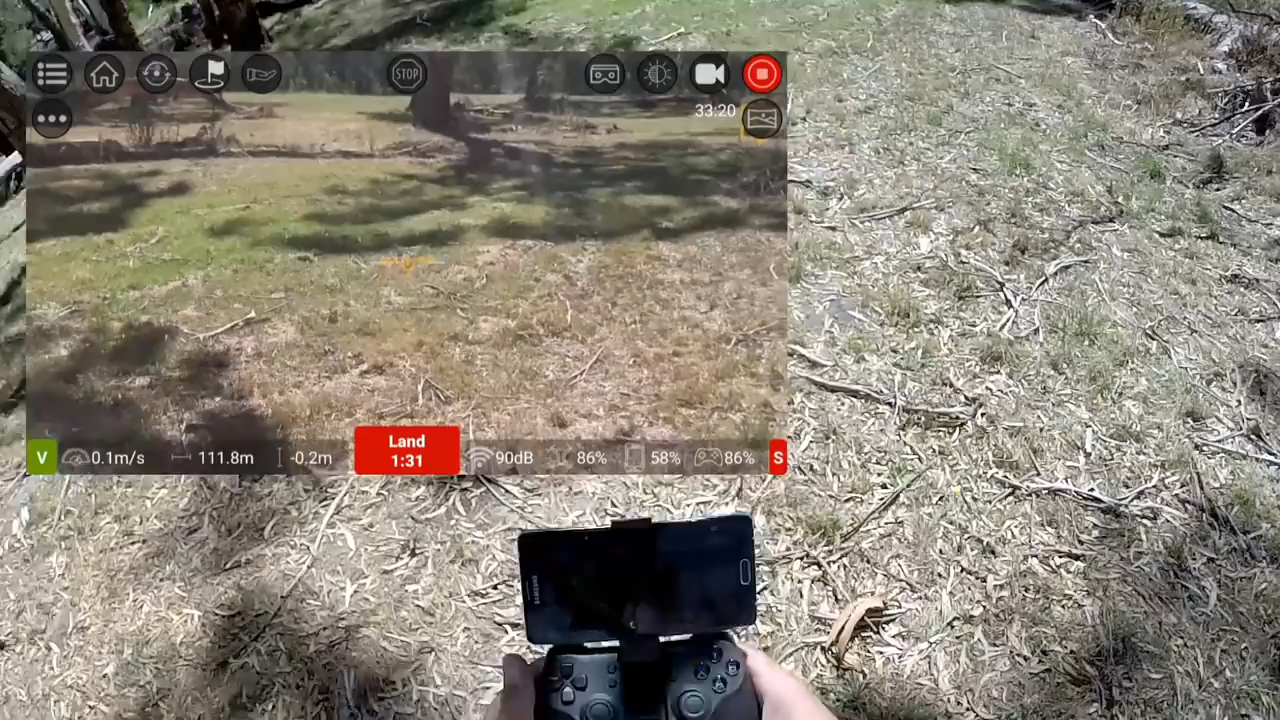 STOP
33:20
V 0.1m/s 111.8m -0.2m
Land
1:31
90dB 86% 58% 86% S
SAMSUNG